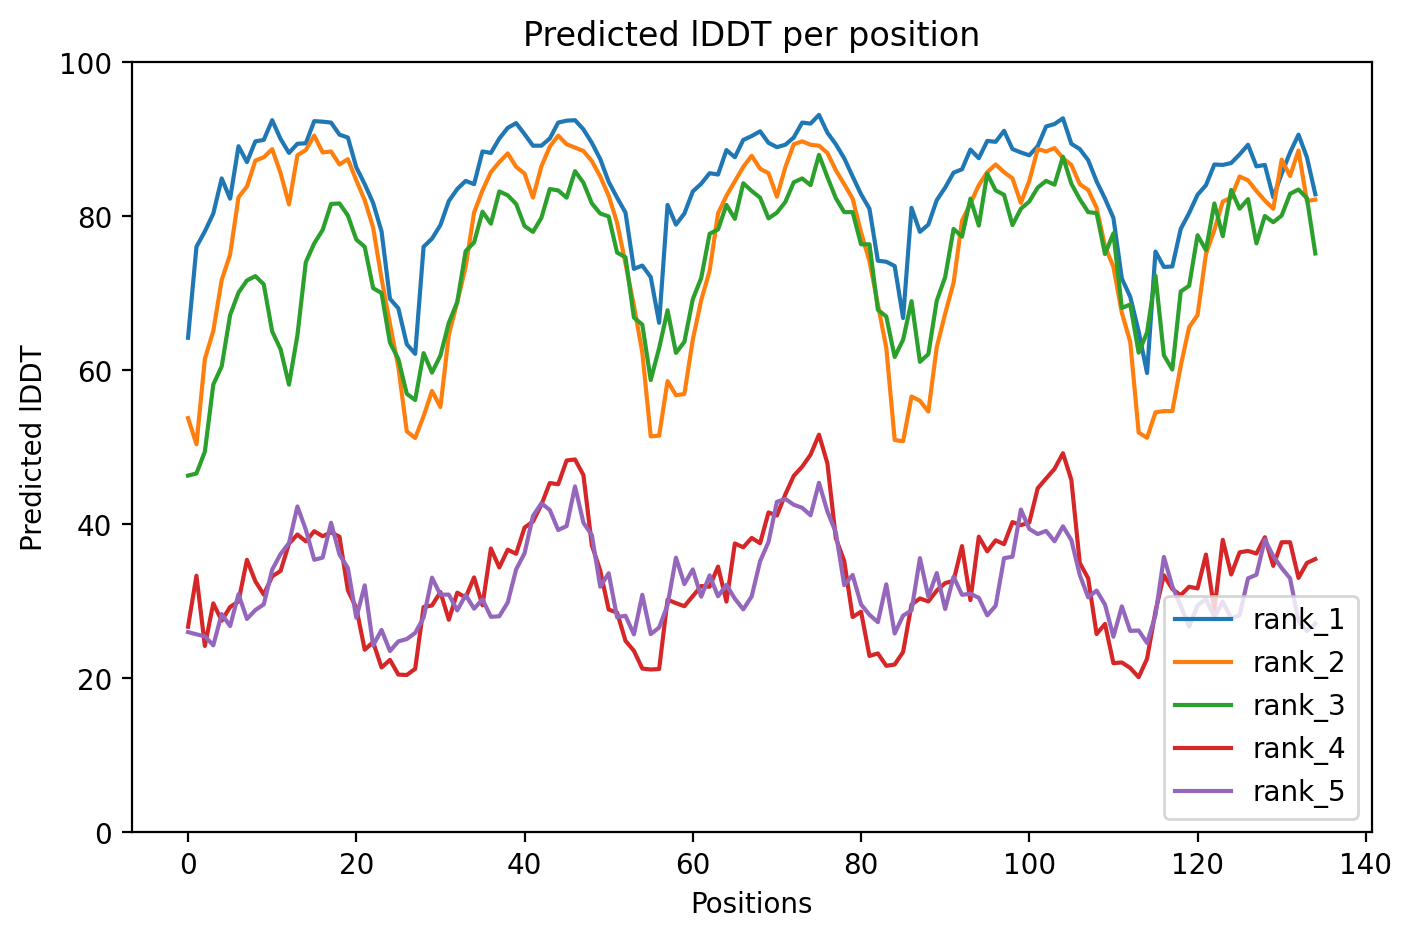 Predicted lDDT per position
Predicted lDDT
100
80
60
40
20
0
0 20 40 60 80 100 120 140
Positions
rank_1
rank_2
rank_3
rank_4
rank_5